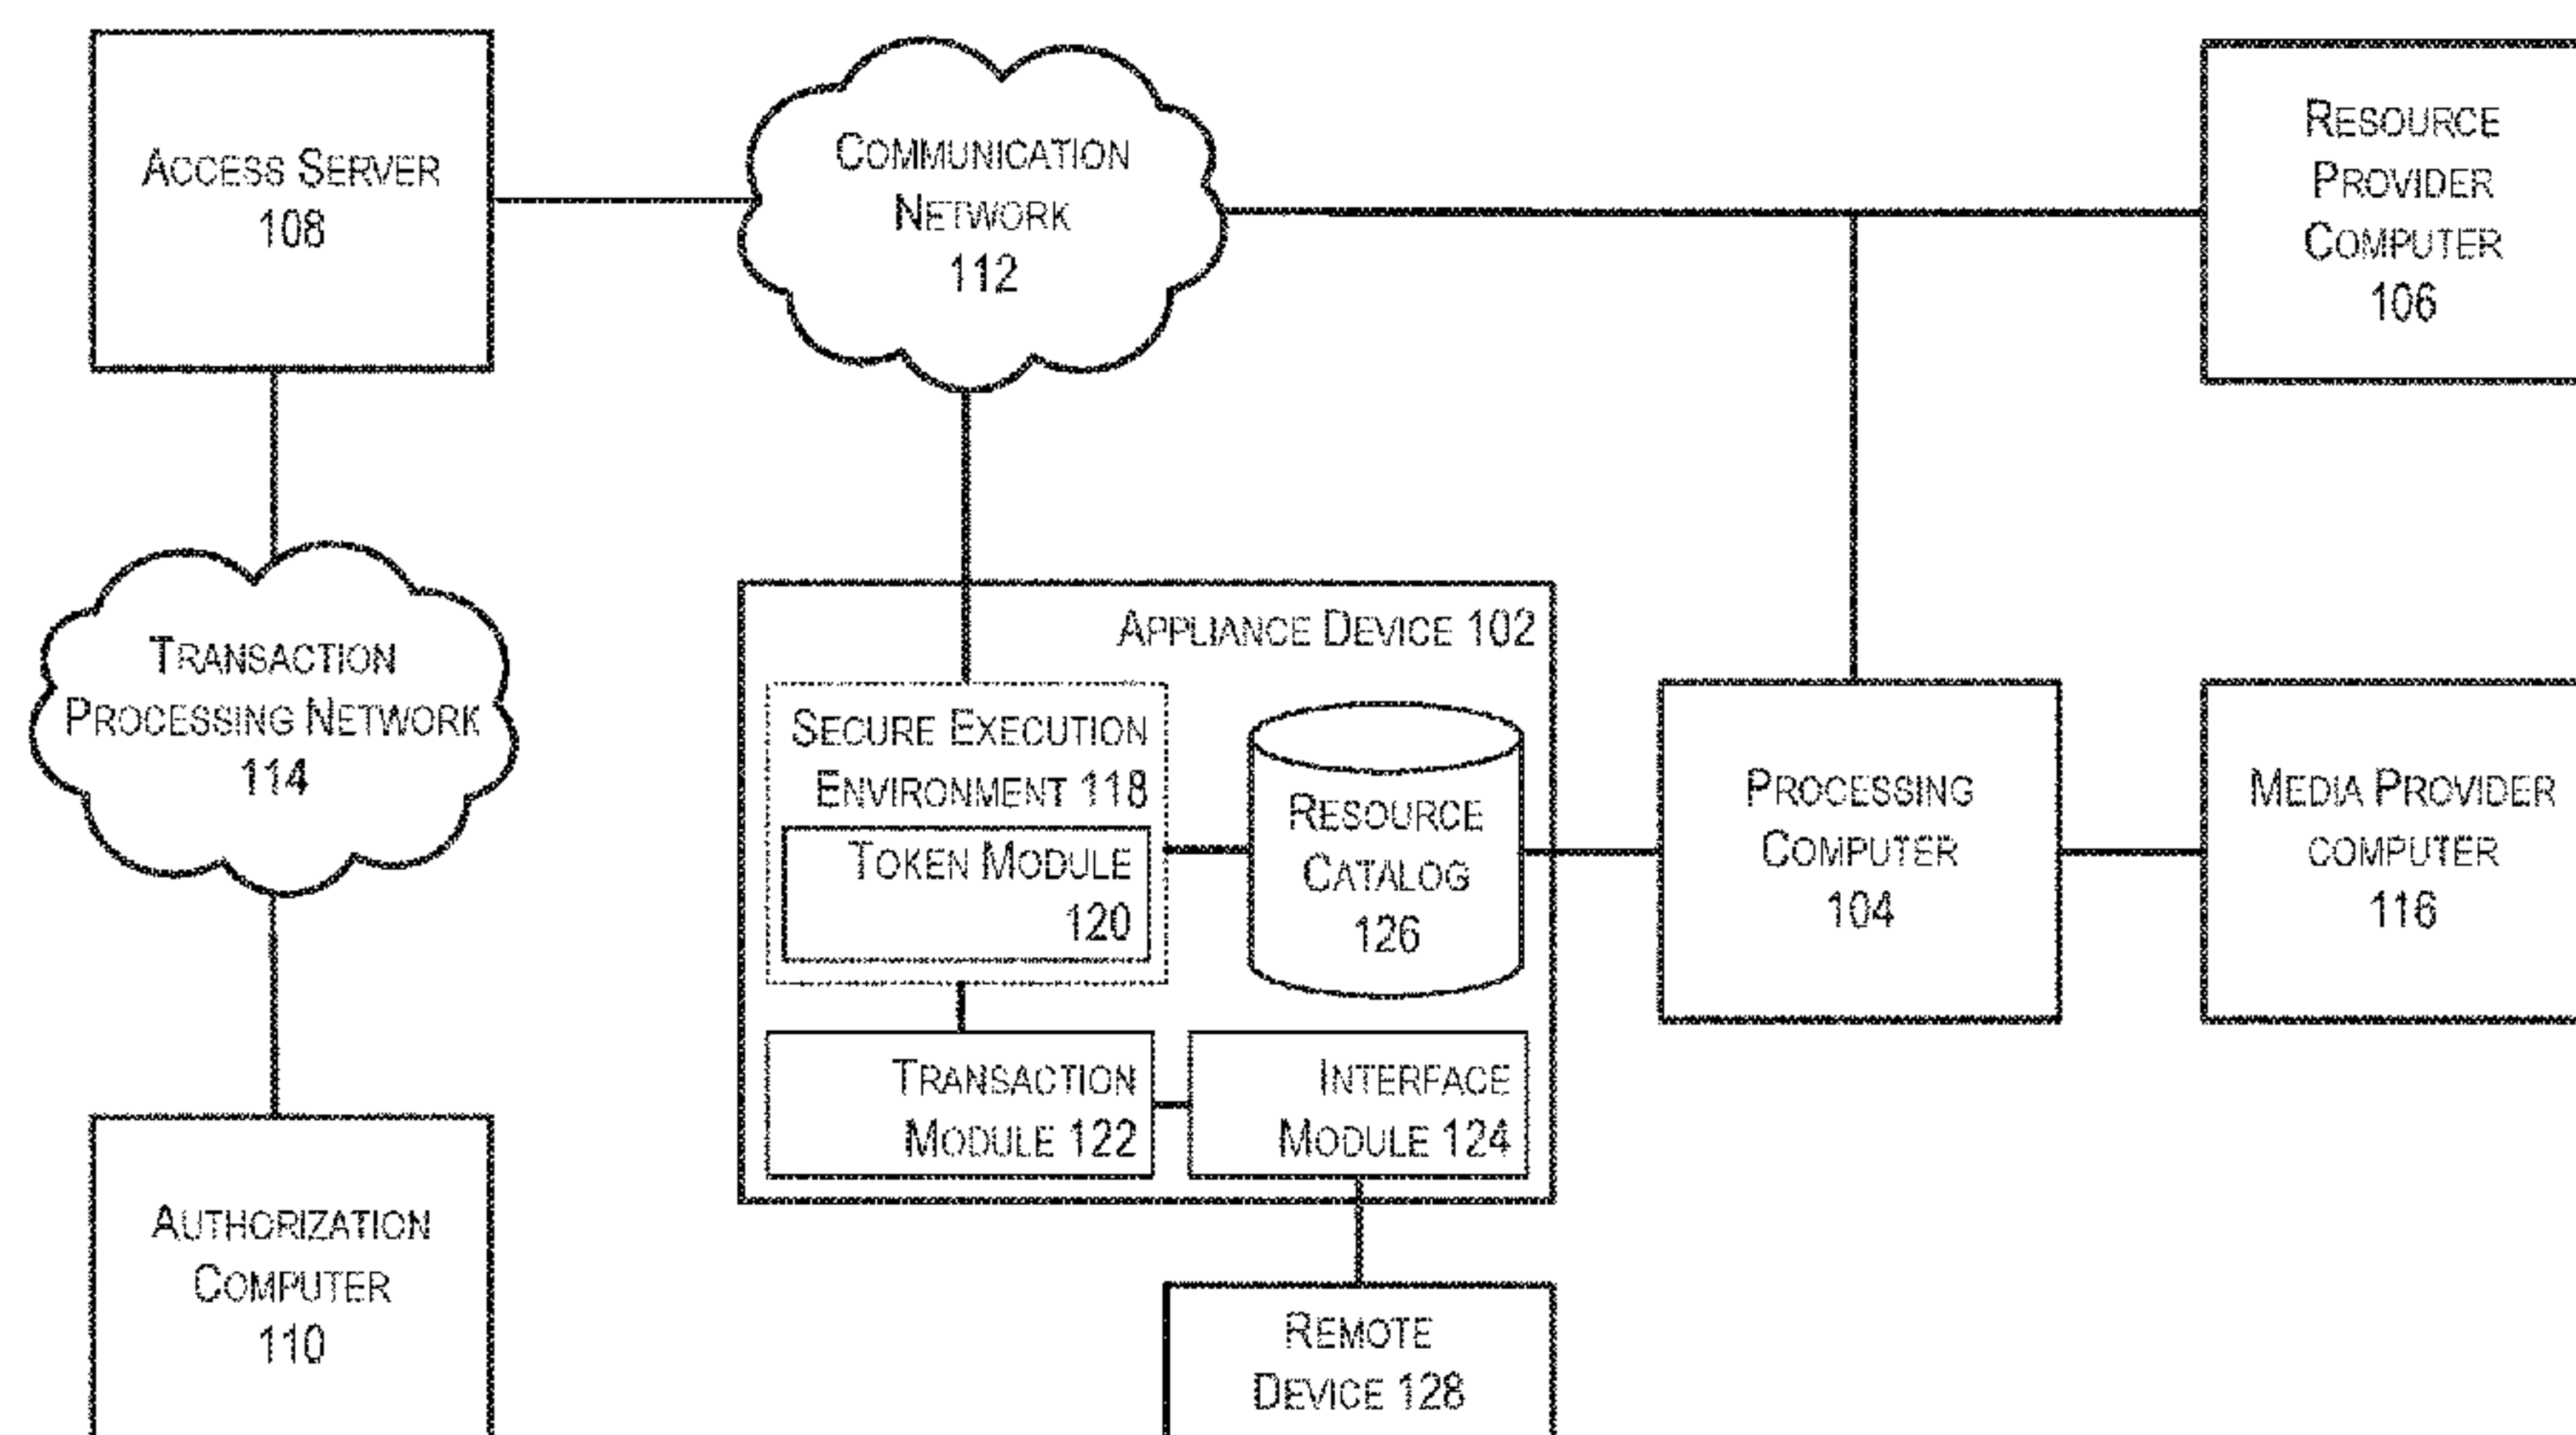 ACCESS SERVER
108
COMMUNICATION
NETWORK
112
RESOURCE
PROVIDER
COMPUTER
106
TRANSACTION
PROCESSING NETWORK
114
APPLIANCE DEVICE 102
SECURE EXECUTION
ENVIRONMENT 118
TOKEN MODULE
120
RESOURCE
CATALOG
126
TRANSACTION
MODULE 122
INTERFACE
MODULE 124
PROCESSING
COMPUTER
104
MEDIA PROVIDER
COMPUTER
116
AUTHORIZATION
COMPUTER
110
REMOTE
DEVICE 128